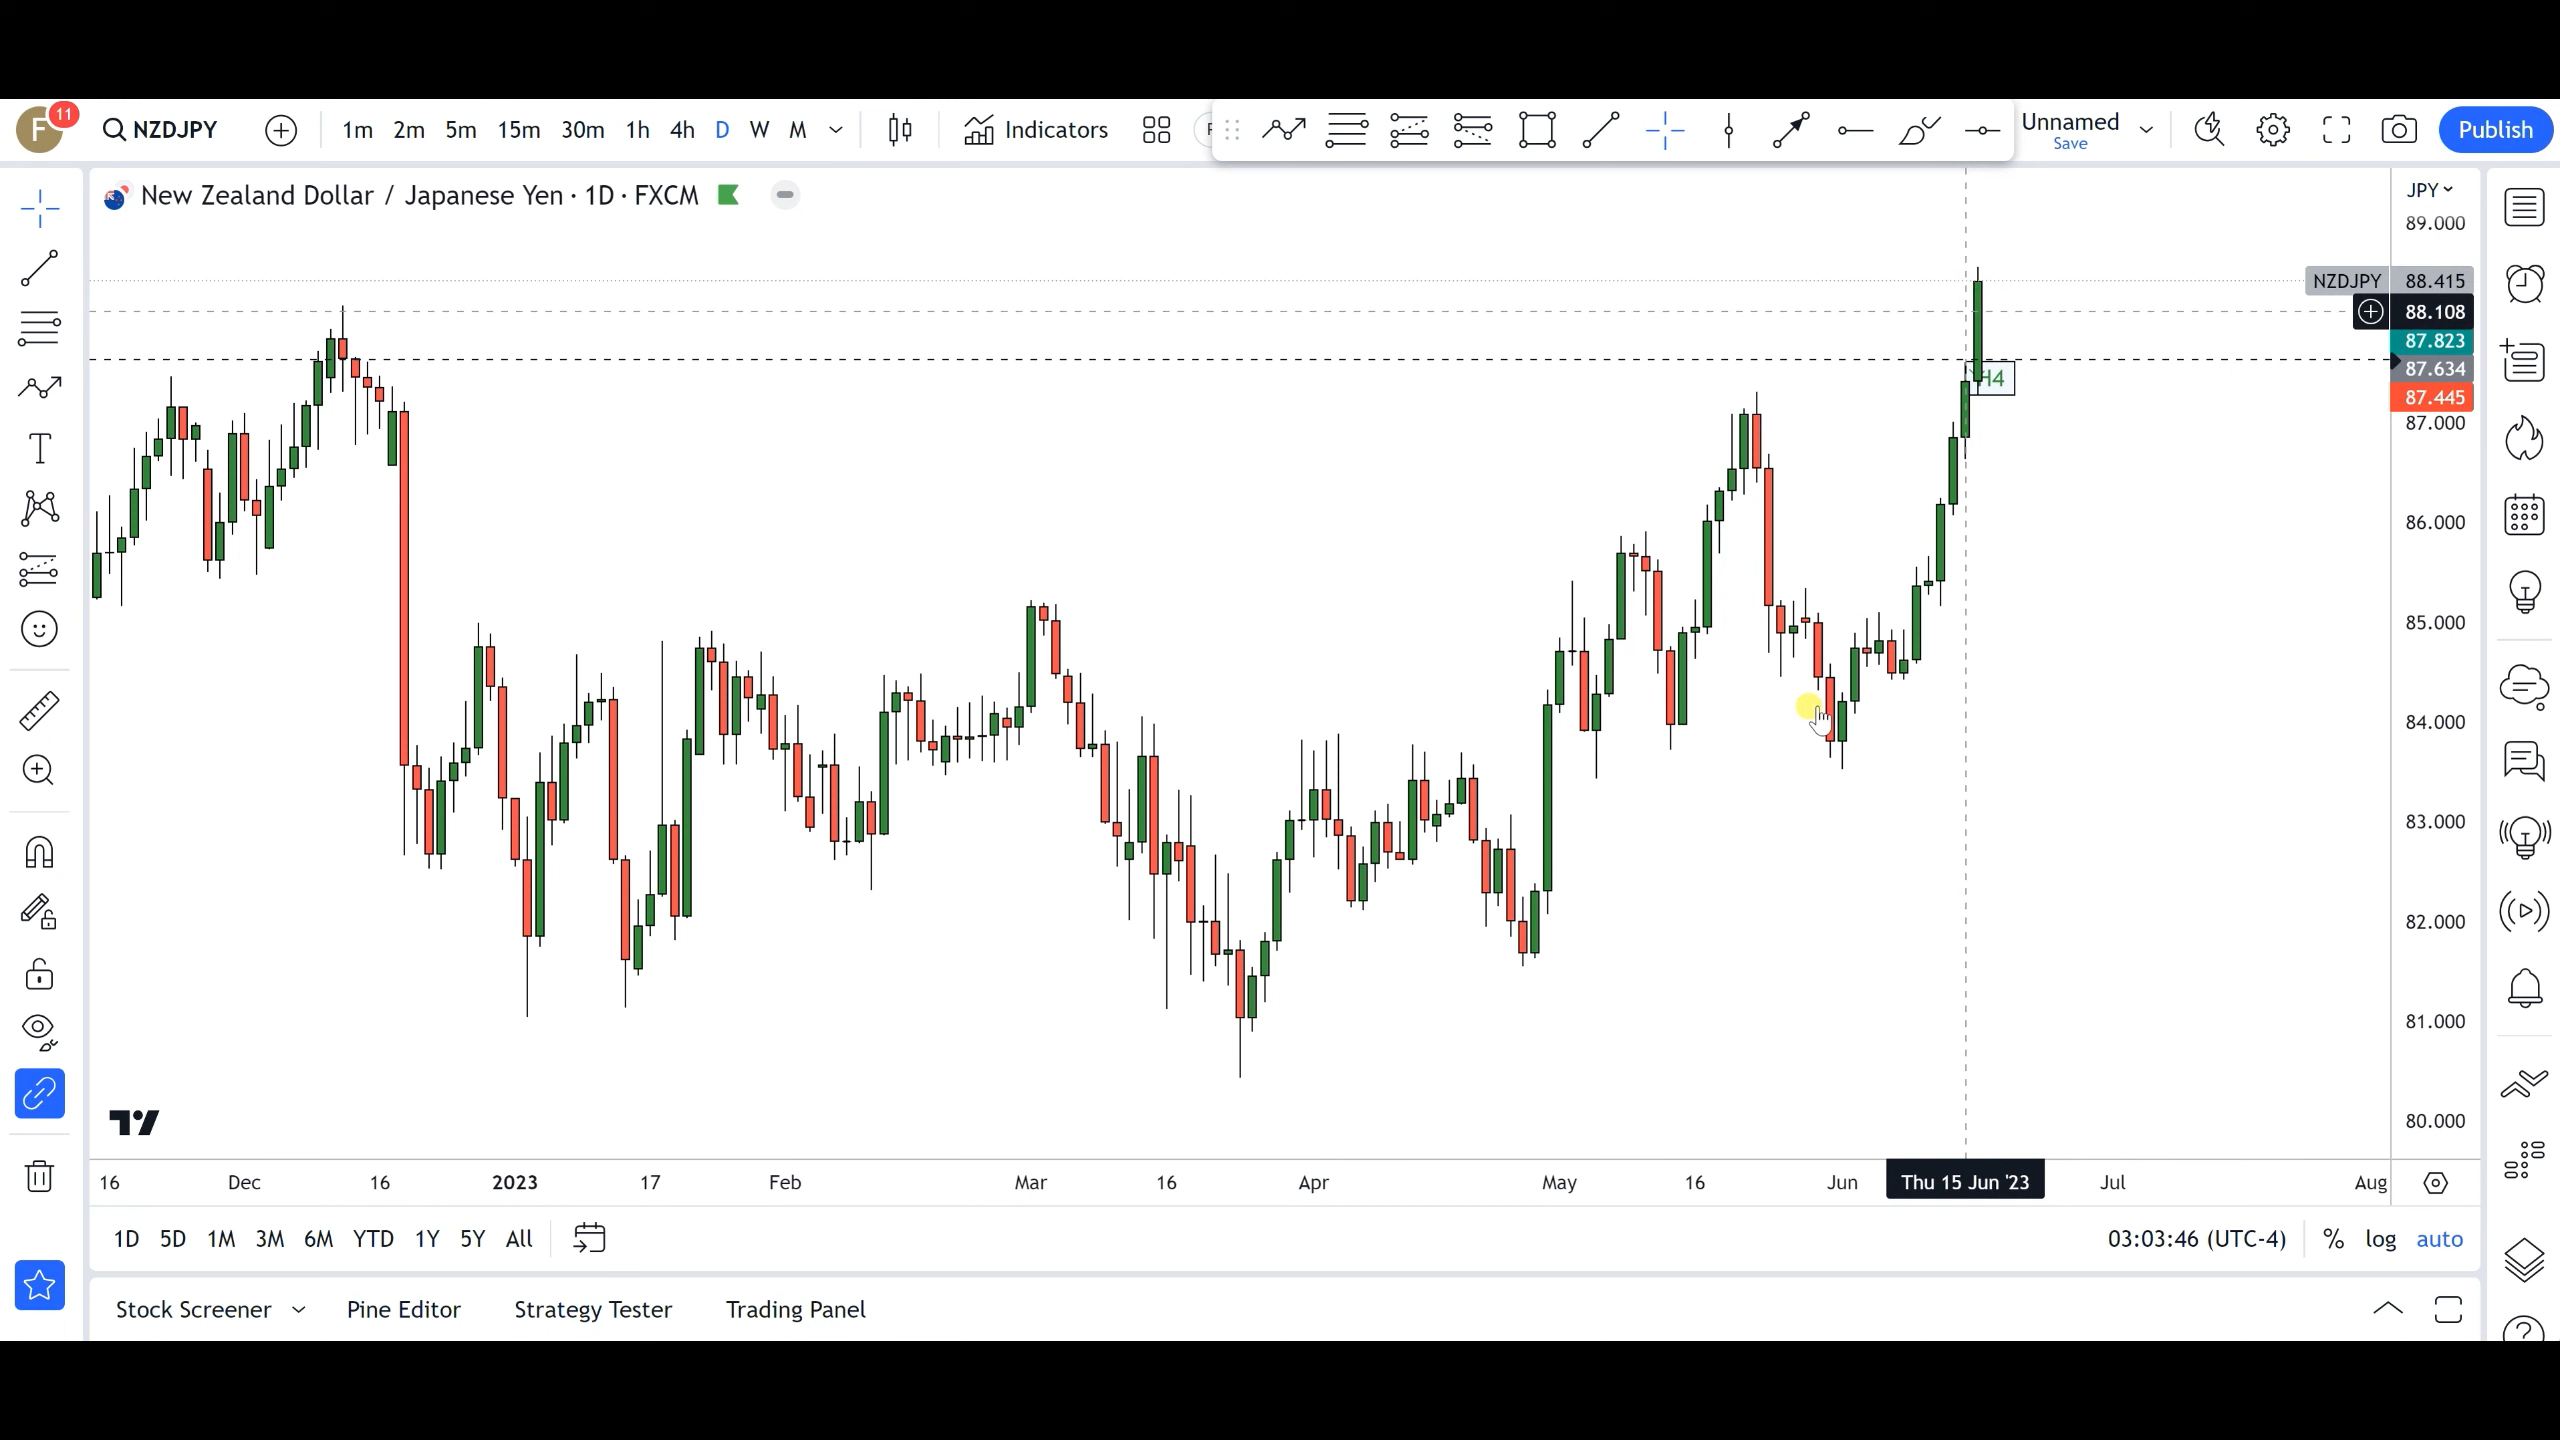 F 11 NZDJPY 1m 2m 5m 15m 30m 1h 4h D W M Indicators Unnamed Publish
Save
New Zealand Dollar / Japanese Yen · 1D · FXCM
JPY
89.000
NZDJPY 88.415
88.108
87.823
87.634
87.445
H4
87.000
86.000
85.000
84.000
83.000
82.000
81.000
80.000
16 Dec 16 2023 17 Feb Mar 16 Apr May 16 Jun Thu 15 Jun '23 Jul Aug
1D 5D 1M 3M 6M YTD 1Y 5Y All 03:03:46 (UTC-4) % log auto
Stock Screener Pine Editor Strategy Tester Trading Panel